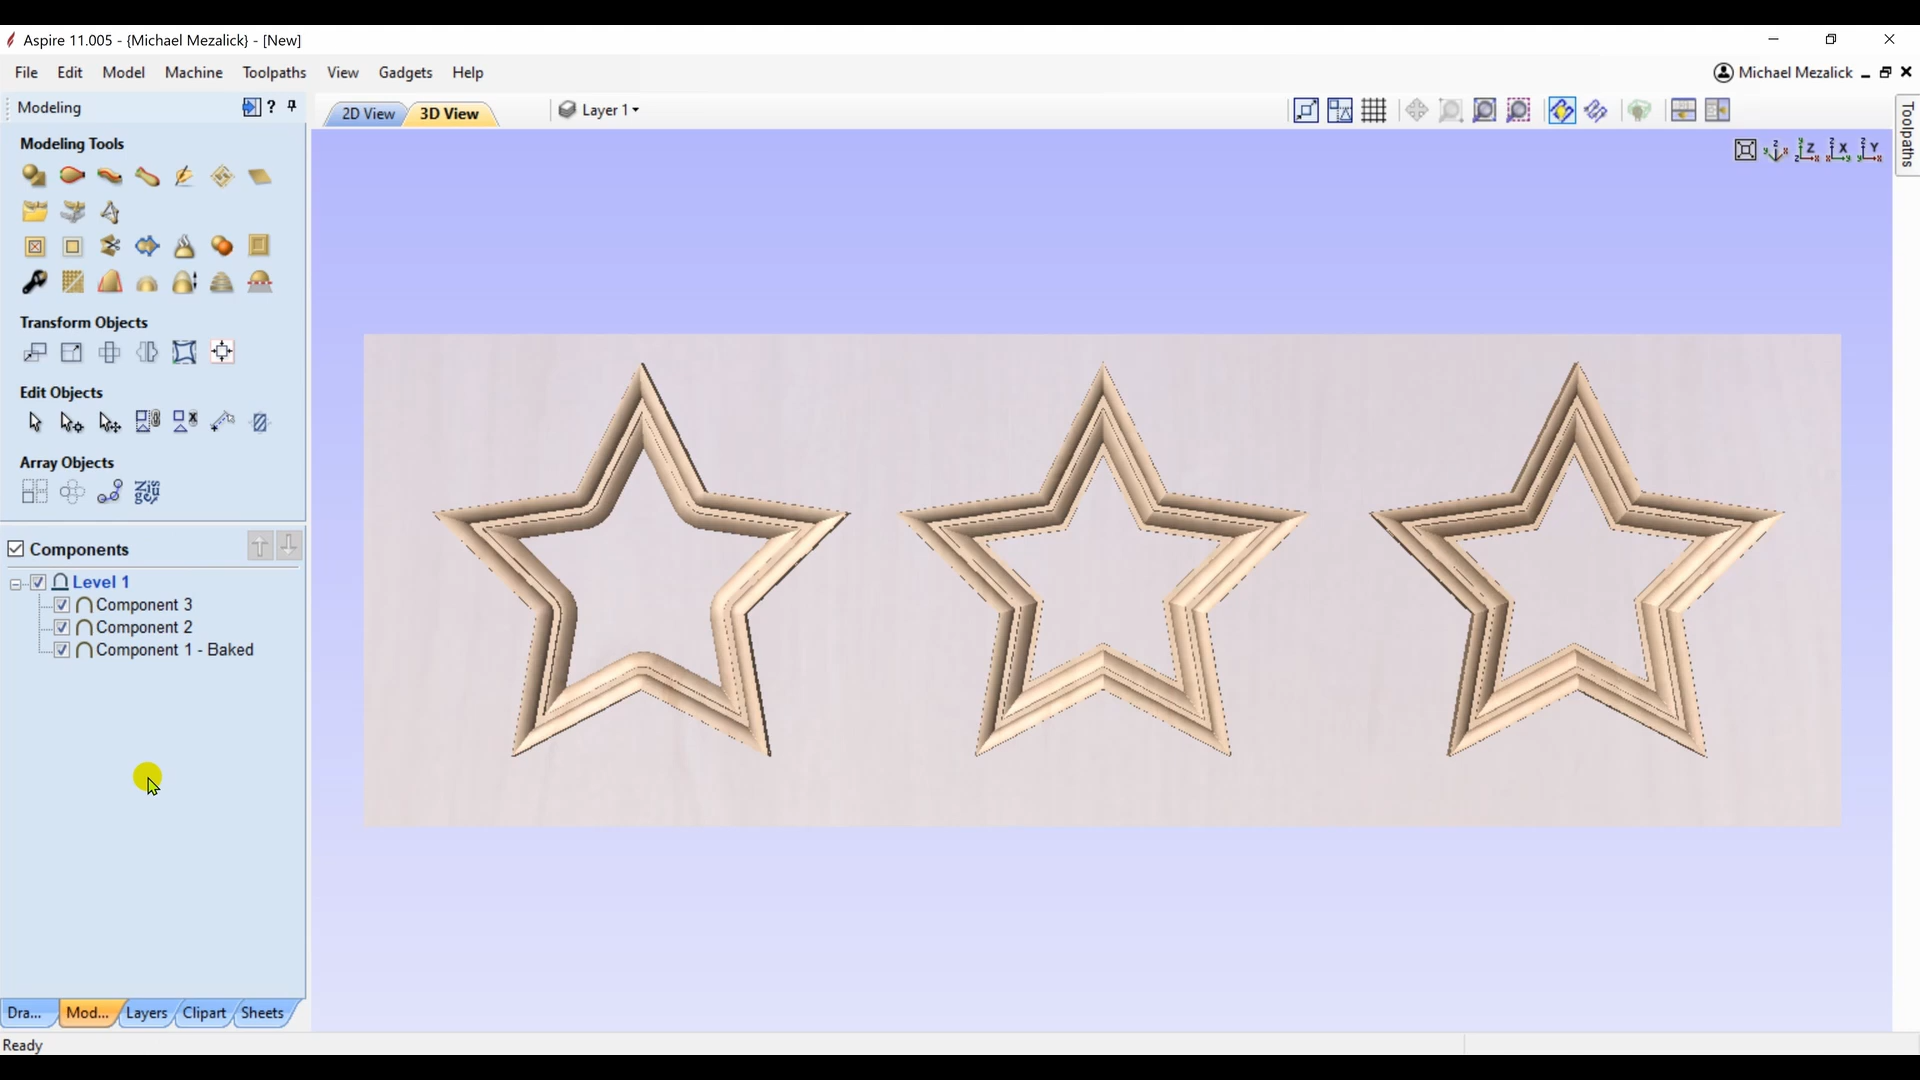 Aspire 11.005 - {Michael Mezalick} - [New]
File Edit Model Machine Toolpaths View Gadgets Help
Michael Mezalick
Modeling
?
2D View
3D View
Layer 1
Toolpaths
Modeling Tools
Transform Objects
Edit Objects
Array Objects
Components
Level 1
Component 3
Component 2
Component 1 - Baked
Dra...
Mod...
Layers
Clipart
Sheets
Ready